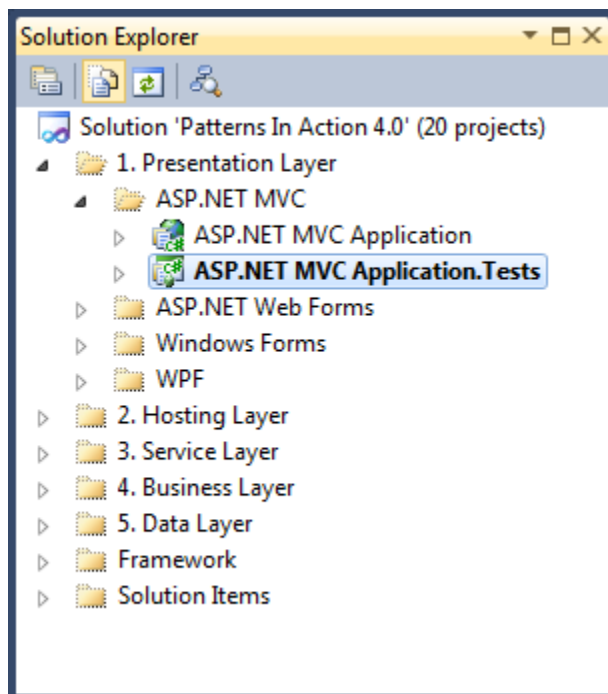 Solution Explorer
Solution 'Patterns In Action 4.0' (20 projects)
1. Presentation Layer
ASP.NET MVC
ASP.NET MVC Application
ASP.NET MVC Application.Tests
ASP.NET Web Forms
Windows Forms
WPF
2. Hosting Layer
3. Service Layer
4. Business Layer
5. Data Layer
Framework
Solution Items